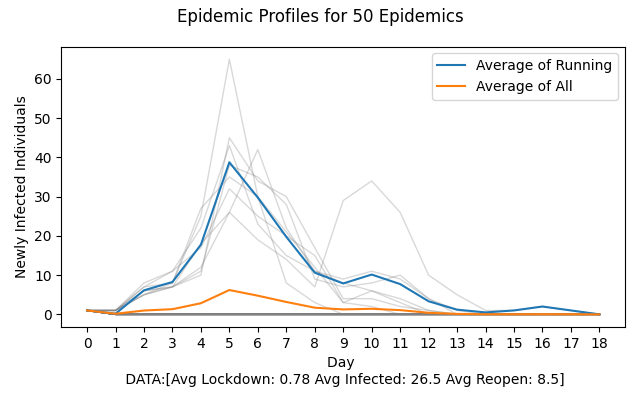 Epidemic Profiles for 50 Epidemics
Average of Running
Average of All
Newly Infected Individuals
60
50
40
30
20
10
0
0 1 2 3 4 5 6 7 8 9 10 11 12 13 14 15 16 17 18
Day
DATA:[Avg Lockdown: 0.78 Avg Infected: 26.5 Avg Reopen: 8.5]